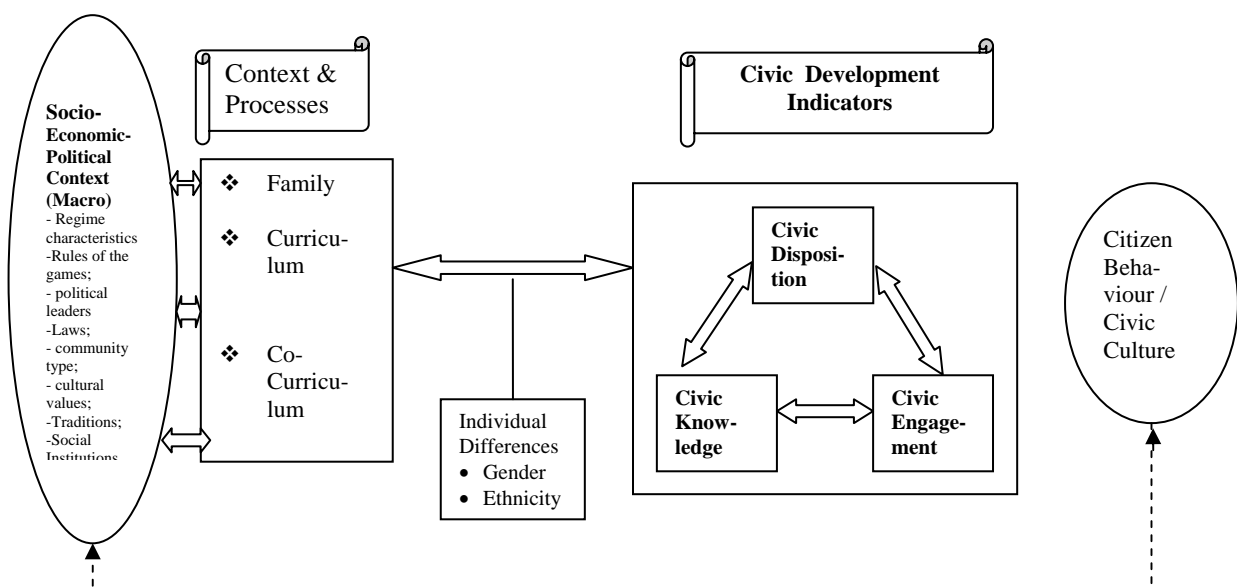 Context &
Processes
Civic Development
Indicators
Socio-
Economic-
Political
Context
(Macro)
- Regime
characteristics
-Rules of the
games;
- political
leaders
-Laws;
- community
type;
- cultural
values;
-Traditions;
-Social
Institutions
❖ Family
❖ Curricu-
lum
❖ Co-
Curricu-
lum
Individual
Differences
• Gender
• Ethnicity
Civic
Disposi-
tion
Civic
Know-
ledge
Civic
Engage-
ment
Citizen
Beha-
viour /
Civic
Culture